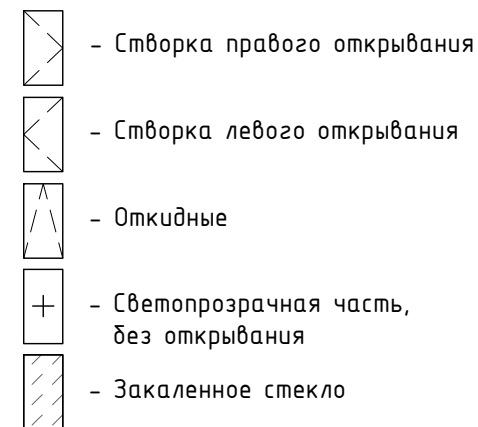 - Створка правого открывания
- Створка левого открывания
- Откидные
- Светопрозрачная часть,
без открывания
- Закаленное стекло